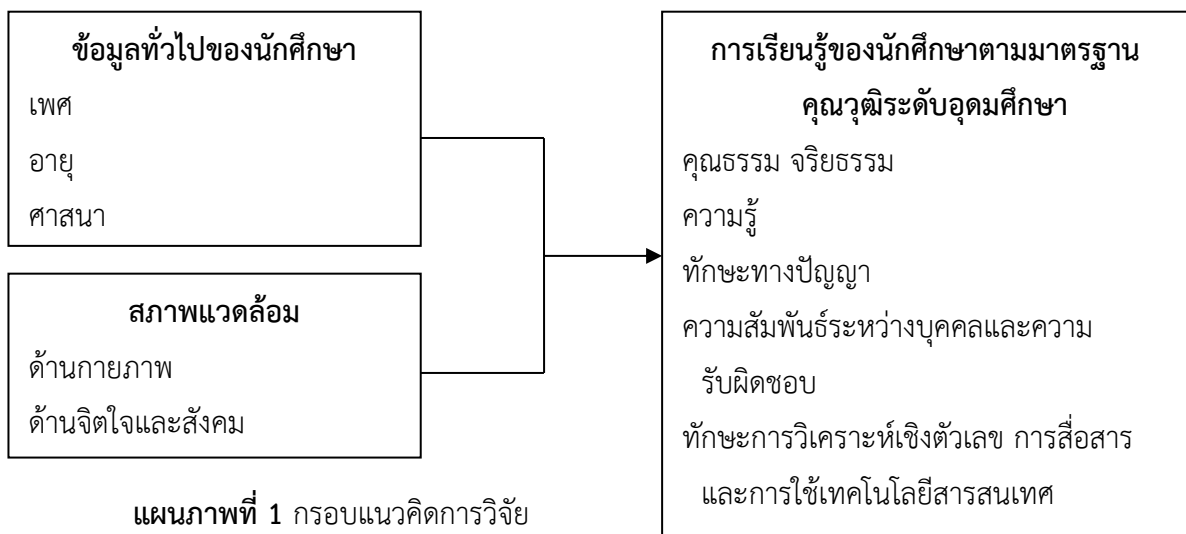 ข้อมูลทั่วไปของนักศึกษา
เพศ
อายุ
ศาสนา
สภาพแวดล้อม
ด้านกายภาพ
ด้านจิตใจและสังคม
การเรียนรู้ของนักศึกษาตามมาตรฐาน
คุณวุฒิระดับอุดมศึกษา
คุณธรรม จริยธรรม
ความรู้
ทักษะทางปัญญา
ความสัมพันธ์ระหว่างบุคคลและความ
รับผิดชอบ
ทักษะการวิเคราะห์เชิงตัวเลข การสื่อสาร
และการใช้เทคโนโลยีสารสนเทศ
แผนภาพที่ 1 กรอบแนวคิดการวิจัย